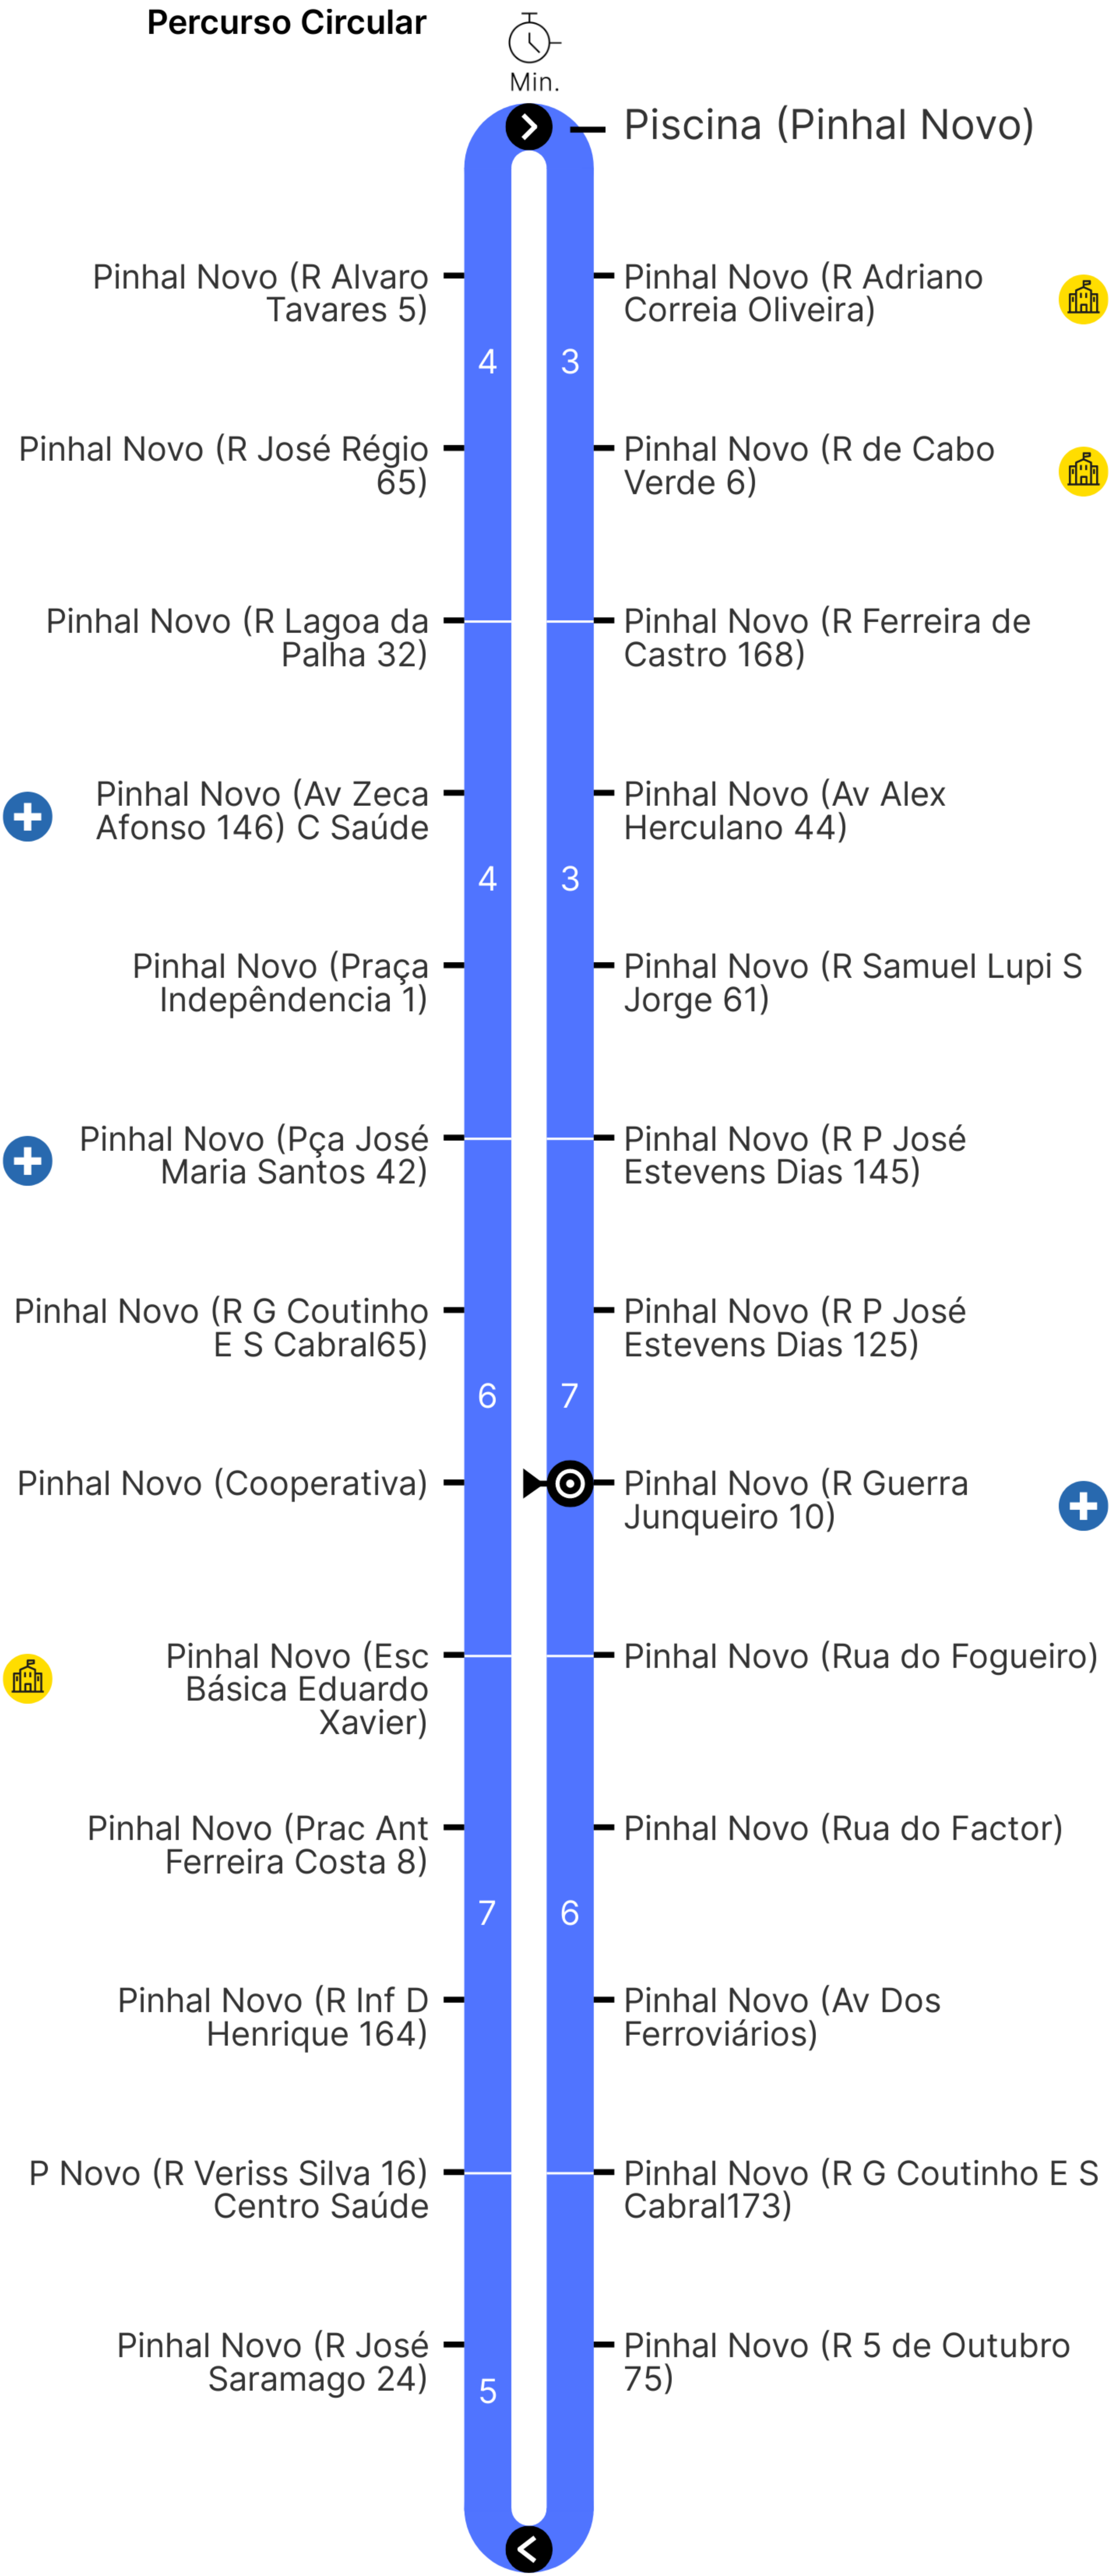 Percurso Circular
Min.
Piscina (Pinhal Novo)
Pinhal Novo (R Alvaro
Tavares 5)
Pinhal Novo (R Adriano
Correia Oliveira)
4
3
Pinhal Novo (R José Régio
65)
Pinhal Novo (R de Cabo
Verde 6)
Pinhal Novo (R Lagoa da
Palha 32)
Pinhal Novo (R Ferreira de
Castro 168)
Pinhal Novo (Av Zeca
Afonso 146) C Saúde
Pinhal Novo (Av Alex
Herculano 44)
4
3
Pinhal Novo (Praça
Indepêndencia 1)
Pinhal Novo (R Samuel Lupi S
Jorge 61)
Pinhal Novo (Pça José
Maria Santos 42)
Pinhal Novo (R P José
Estevens Dias 145)
Pinhal Novo (R G Coutinho
E S Cabral65)
Pinhal Novo (R P José
Estevens Dias 125)
6
7
Pinhal Novo (Cooperativa)
Pinhal Novo (R Guerra
Junqueiro 10)
Pinhal Novo (Esc
Básica Eduardo
Xavier)
Pinhal Novo (Rua do Fogueiro)
Pinhal Novo (Prac Ant
Ferreira Costa 8)
Pinhal Novo (Rua do Factor)
7
6
Pinhal Novo (R Inf D
Henrique 164)
Pinhal Novo (Av Dos
Ferroviários)
P Novo (R Veriss Silva 16)
Centro Saúde
Pinhal Novo (R G Coutinho E S
Cabral173)
Pinhal Novo (R José
Saramago 24)
Pinhal Novo (R 5 de Outubro
75)
5